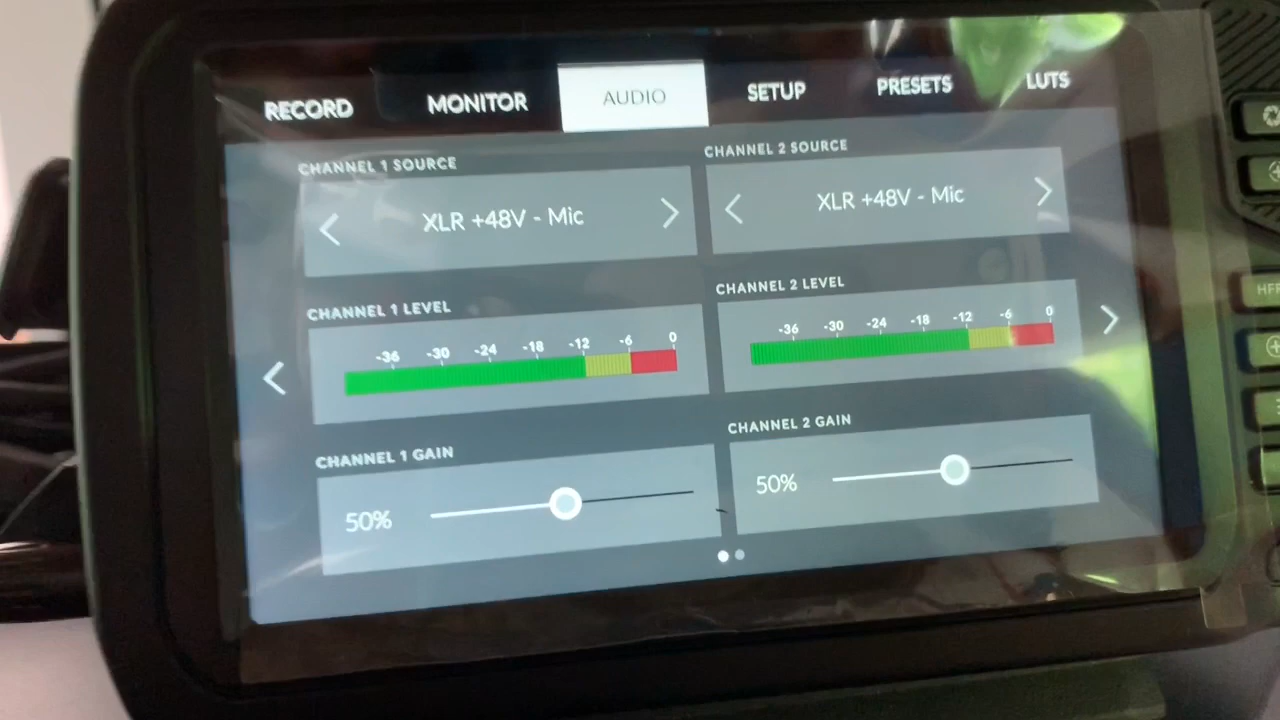 RECORD MONITOR AUDIO SETUP PRESETS LUTS
CHANNEL 1 SOURCE CHANNEL 2 SOURCE
XLR +48V - Mic XLR +48V - Mic
CHANNEL 1 LEVEL CHANNEL 2 LEVEL
-36 -30 -24 -18 -12 -6 0 -36 -30 -24 -18 -12 -6 0
CHANNEL 1 GAIN CHANNEL 2 GAIN
50% 50%